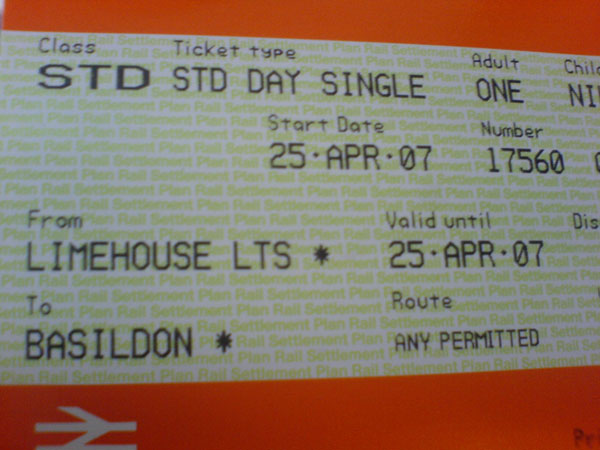 Class Ticket type Adult
STD STD DAY SINGLE ONE
Start Date Number
25·APR·07 17560
From Valid until
LIMEHOUSE LTS * 25·APR·07
To Route
BASILDON * ANY PERMITTED